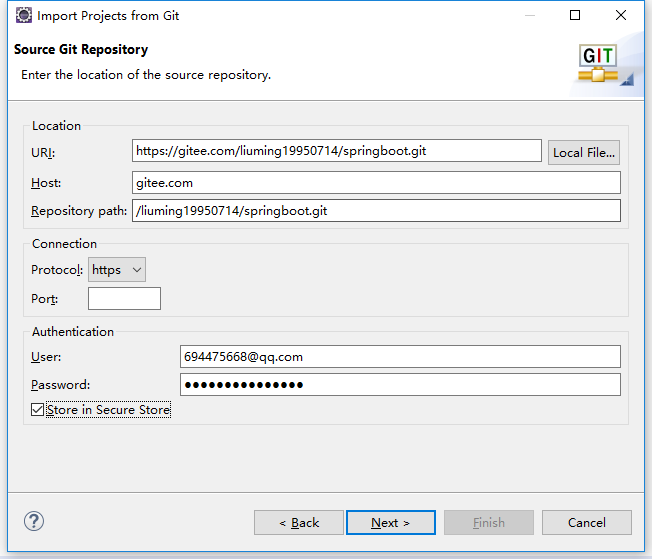 Import Projects from Git
Source Git Repository
Enter the location of the source repository.
GIT
Location
URI: https://gitee.com/liuming19950714/springboot.git Local File...
Host: gitee.com
Repository path: /liuming19950714/springboot.git
Connection
Protocol: https
Port:
Authentication
User: 694475668@qq.com
Password: ●●●●●●●●●●●●●●●
Store in Secure Store
? < Back Next > Finish Cancel